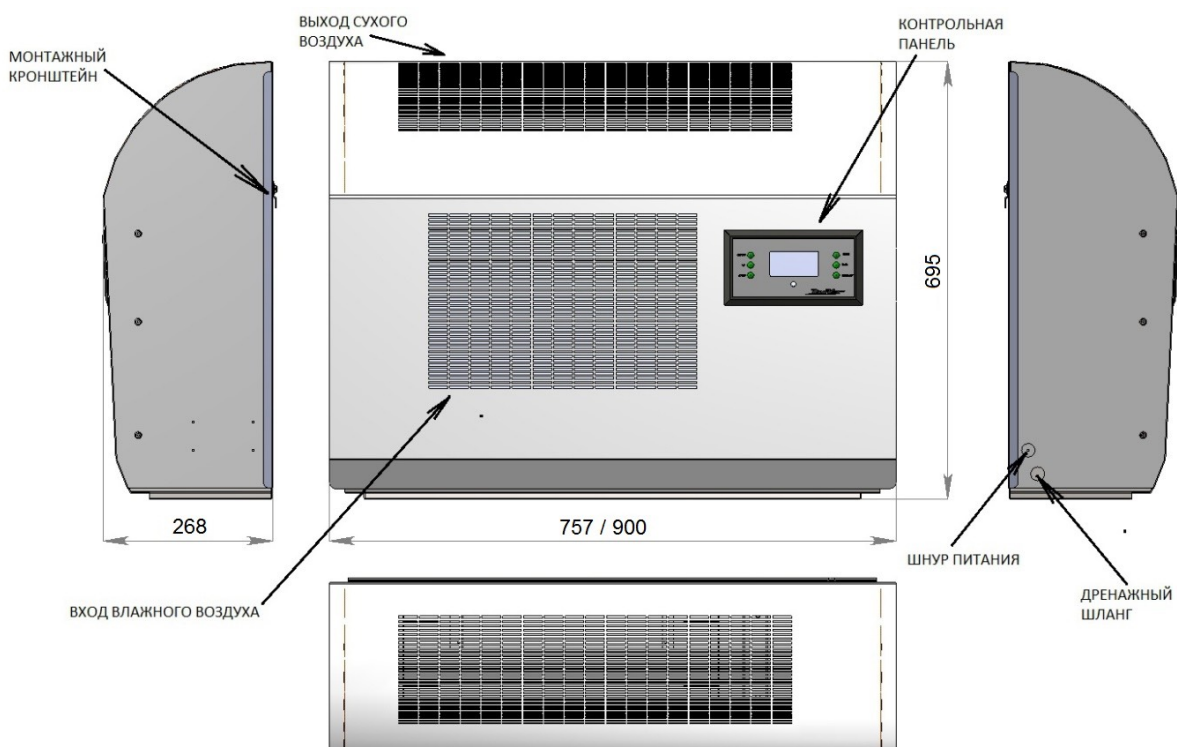 ВЫХОД СУХОГО
ВОЗДУХА
КОНТРОЛЬНАЯ
ПАНЕЛЬ
МОНТАЖНЫЙ
КРОНШТЕЙН
695
268
757 / 900
ШНУР ПИТАНИЯ
ВХОД ВЛАЖНОГО ВОЗДУХА
ДРЕНАЖНЫЙ
ШЛАНГ